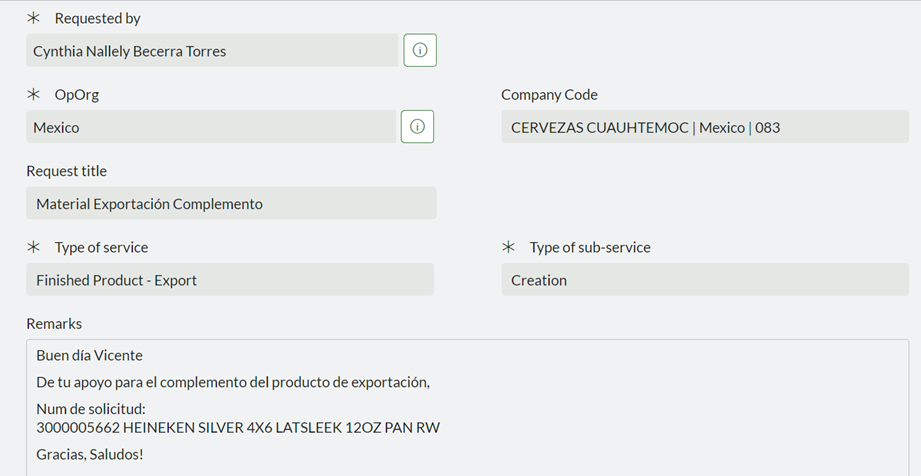 Requested by
Cynthia Nallely Becerra Torres
OpOrg
Company Code
Mexico
CERVEZAS CUAUHTEMOC | Mexico | 083
Request title
Material Exportación Complemento
Type of service
Type of sub-service
Finished Product - Export
Creation
Remarks
Buen día Vicente
De tu apoyo para el complemento del producto de exportación,
Num de solicitud:
3000005662 HEINEKEN SILVER 4X6 LATSLEEK 12OZ PAN RW
Gracias, Saludos!